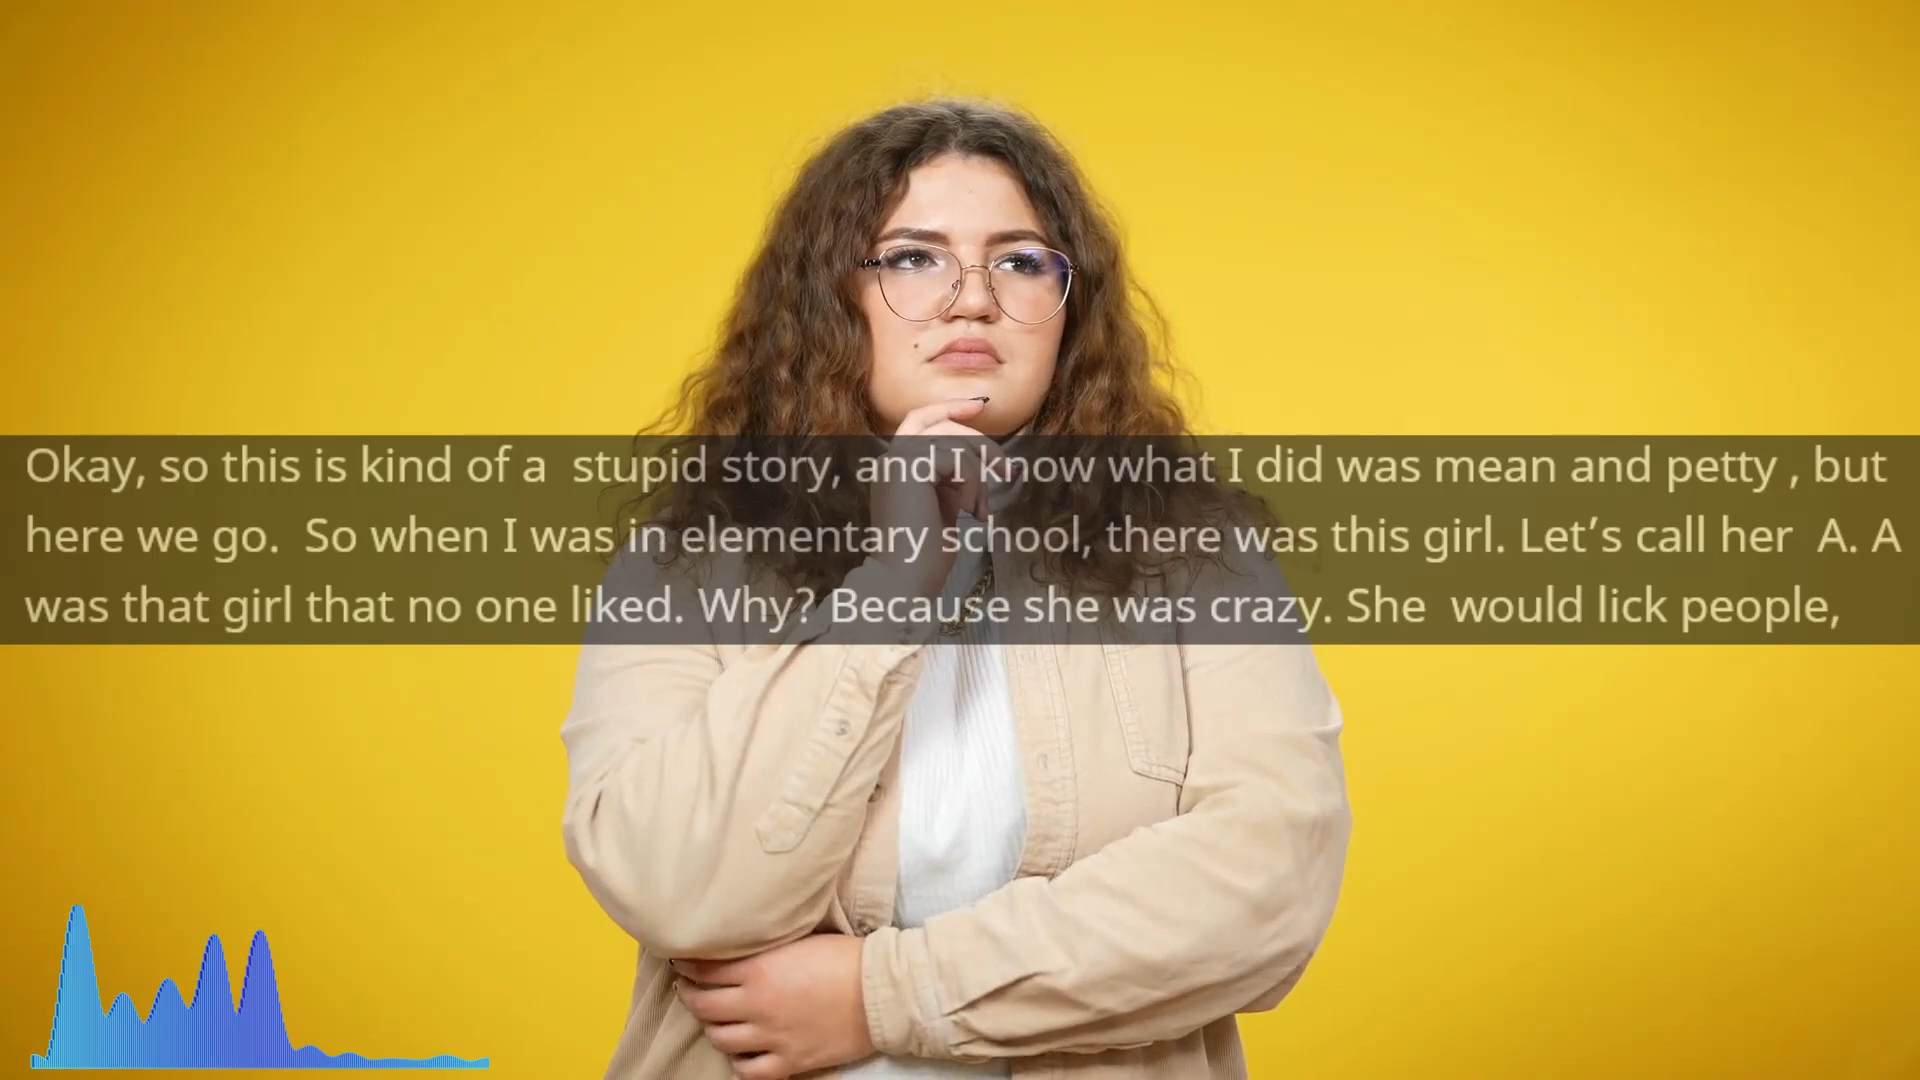 Okay, so this is kind of a  stupid story, and I know what I did was mean and petty , but
here we go.  So when I was in elementary school, there was this girl. Let’s call her  A. A
was that girl that no one liked. Why? Because she was crazy. She  would lick people,